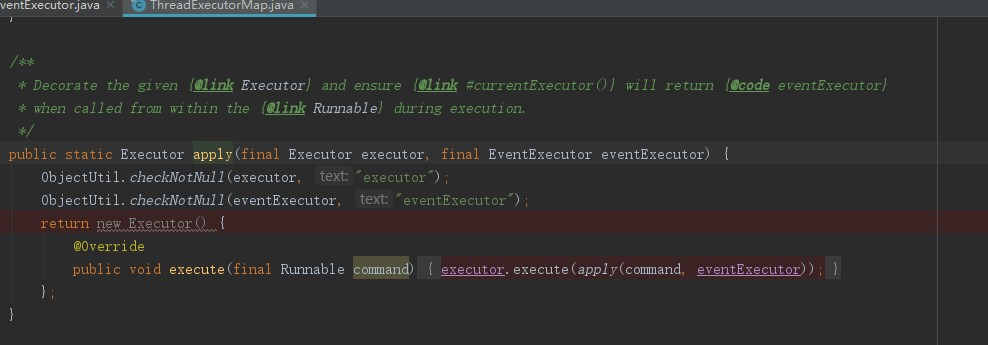 ventExecutor.java × ThreadExecutorMap.java ×
}
/**
* Decorate the given {@link Executor} and ensure {@link #currentExecutor()} will return {@code eventExecutor}
* when called from within the {@link Runnable} during execution.
*/
public static Executor apply(final Executor executor, final EventExecutor eventExecutor) {
ObjectUtil.checkNotNull(executor, text: "executor");
ObjectUtil.checkNotNull(eventExecutor, text: "eventExecutor");
return new Executor() {
@Override
public void execute(final Runnable command) { executor.execute(apply(command, eventExecutor)); }
};
}